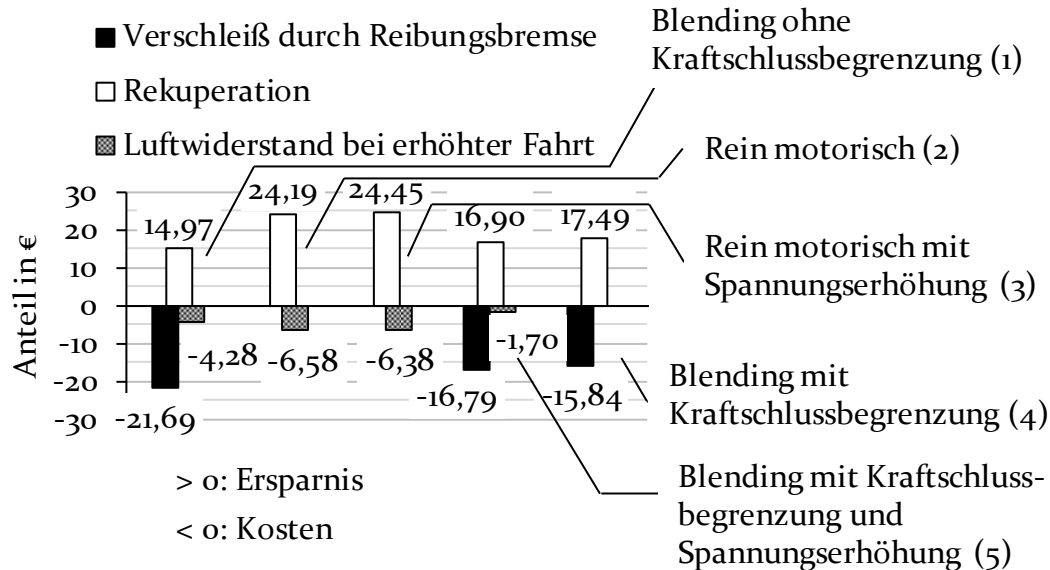 Verschleiß durch Reibungsbremse
Rekuperation
Luftwiderstand bei erhöhter Fahrt
Blending ohne
Kraftschlussbegrenzung (1)
Rein motorisch (2)
Rein motorisch mit
Spannungserhöhung (3)
Blending mit
Kraftschlussbegrenzung (4)
Blending mit Kraftschluss-
begrenzung und
Spannungserhöhung (5)
Anteil in €
30
20
10
0
-10
-20
-30
14,97
24,19
24,45
16,90
17,49
-4,28
-6,58
-6,38
-1,70
-21,69
-16,79
-15,84
> 0: Ersparnis
< 0: Kosten